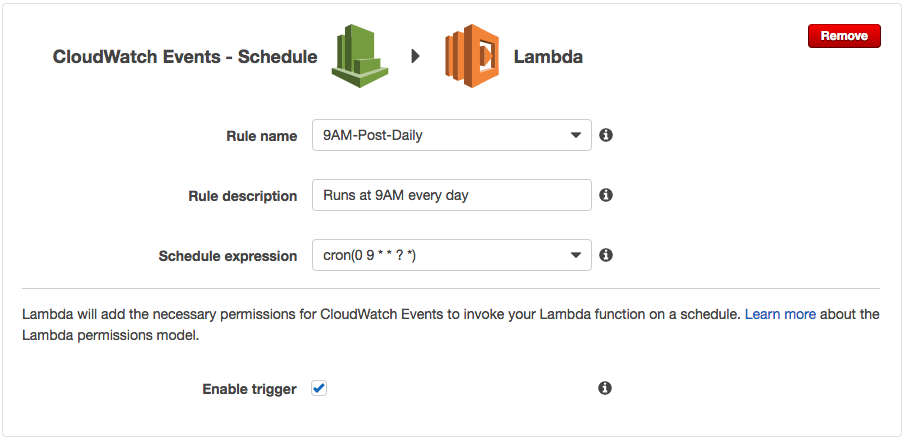 CloudWatch Events - Schedule
Lambda
Remove
Rule name
9AM-Post-Daily
Rule description
Runs at 9AM every day
Schedule expression
cron(0 9 * * ? *)
Lambda will add the necessary permissions for CloudWatch Events to invoke your Lambda function on a schedule. Learn more about the
Lambda permissions model.
Enable trigger